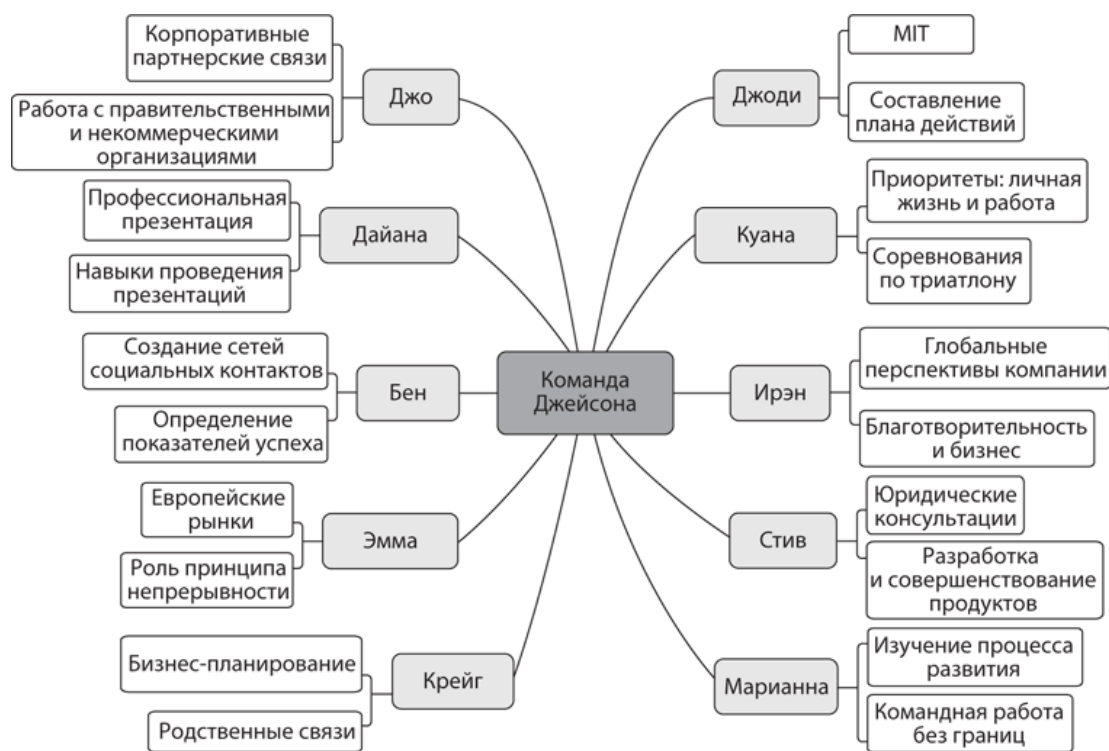 Корпоративные
партнерские связи
Джо
Работа с правительственными
и некоммерческими
организациями
Профессиональная
презентация
Дайана
Навыки проведения
презентаций
Создание сетей
социальных контактов
Бен
Определение
показателей успеха
Европейские
рынки
Эмма
Роль принципа
непрерывности
Бизнес-планирование
Крейг
Родственные связи
Команда
Джейсона
MIT
Джоди
Составление
плана действий
Приоритеты: личная
жизнь и работа
Куана
Соревнования
по триатлону
Глобальные
перспективы компании
Ирэн
Благотворительность
и бизнес
Юридические
консультации
Стив
Разработка
и совершенствование
продуктов
Изучение процесса
развития
Марианна
Командная работа
без границ